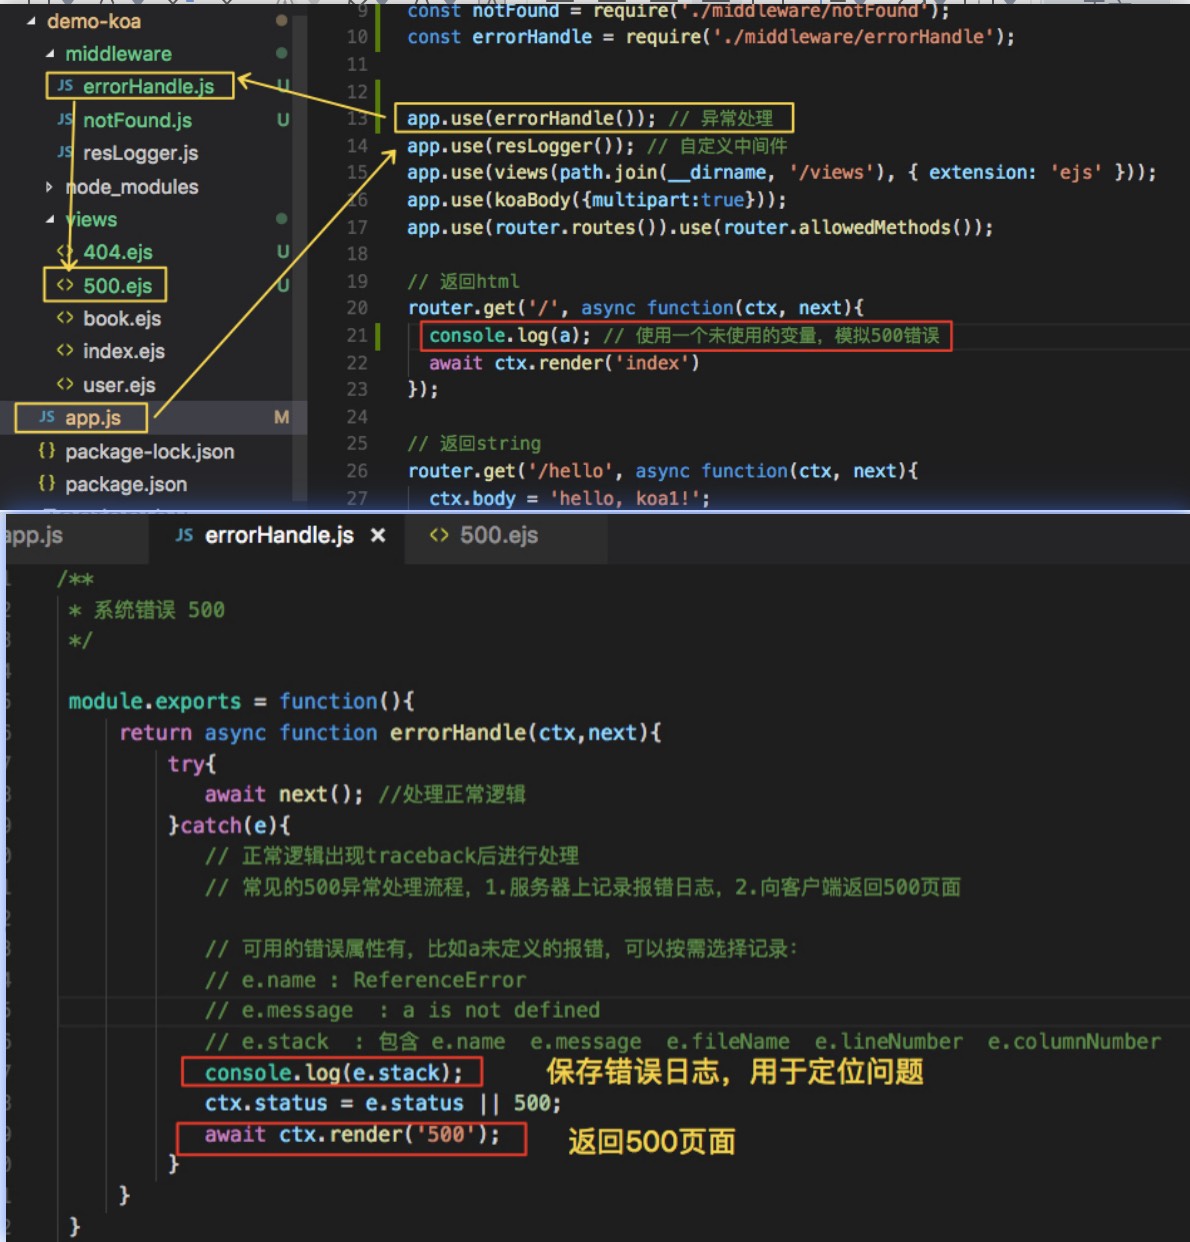 demo-koa
middleware
JS errorHandle.js U
JS notFound.js U
JS resLogger.js
node_modules
views
<> 404.ejs U
<> 500.ejs U
<> book.ejs
<> index.ejs
<> user.ejs
JS app.js M
{} package-lock.json
{} package.json
9 const notFound = require('./middleware/notFound');
10 const errorHandle = require('./middleware/errorHandle');
11
12
13 app.use(errorHandle()); // 异常处理
14 app.use(resLogger()); // 自定义中间件
15 app.use(views(path.join(__dirname, '/views'), { extension: 'ejs' }));
16 app.use(koaBody({multipart:true}));
17 app.use(router.routes()).use(router.allowedMethods());
18
19 // 返回html
20 router.get('/', async function(ctx, next){
21 console.log(a); // 使用一个未使用的变量，模拟500错误
22 await ctx.render('index')
23 });
24
25 // 返回string
26 router.get('/hello', async function(ctx, next){
27 ctx.body = 'hello, koa1!';
app.js JS errorHandle.js × <> 500.ejs
/**
* 系统错误 500
*/
module.exports = function(){
return async function errorHandle(ctx,next){
try{
await next(); //处理正常逻辑
}catch(e){
// 正常逻辑出现traceback后进行处理
// 常见的500异常处理流程，1.服务器上记录报错日志，2.向客户端返回500页面
// 可用的错误属性有，比如a未定义的报错，可以按需选择记录：
// e.name : ReferenceError
// e.message : a is not defined
// e.stack : 包含 e.name e.message e.fileName e.lineNumber e.columnNumber
console.log(e.stack); 保存错误日志，用于定位问题
ctx.status = e.status || 500;
await ctx.render('500'); 返回500页面
}
}
}